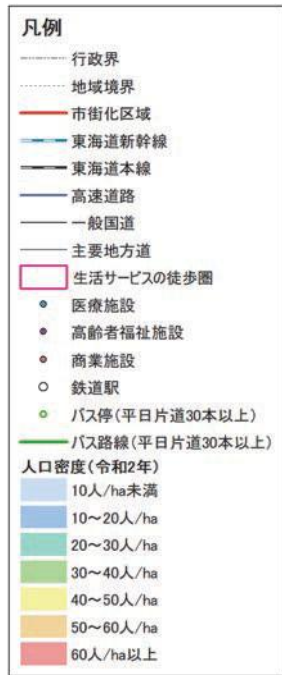 凡例
行政界
地域境界
市街化区域
東海道新幹線
東海道本線
高速道路
一般国道
主要地方道
生活サービスの徒歩圏
医療施設
高齢者福祉施設
商業施設
鉄道駅
バス停(平日片道30本以上)
バス路線(平日片道30本以上)
人口密度(令和2年)
10人/ha未満
10～20人/ha
20～30人/ha
30～40人/ha
40～50人/ha
50～60人/ha
60人/ha以上